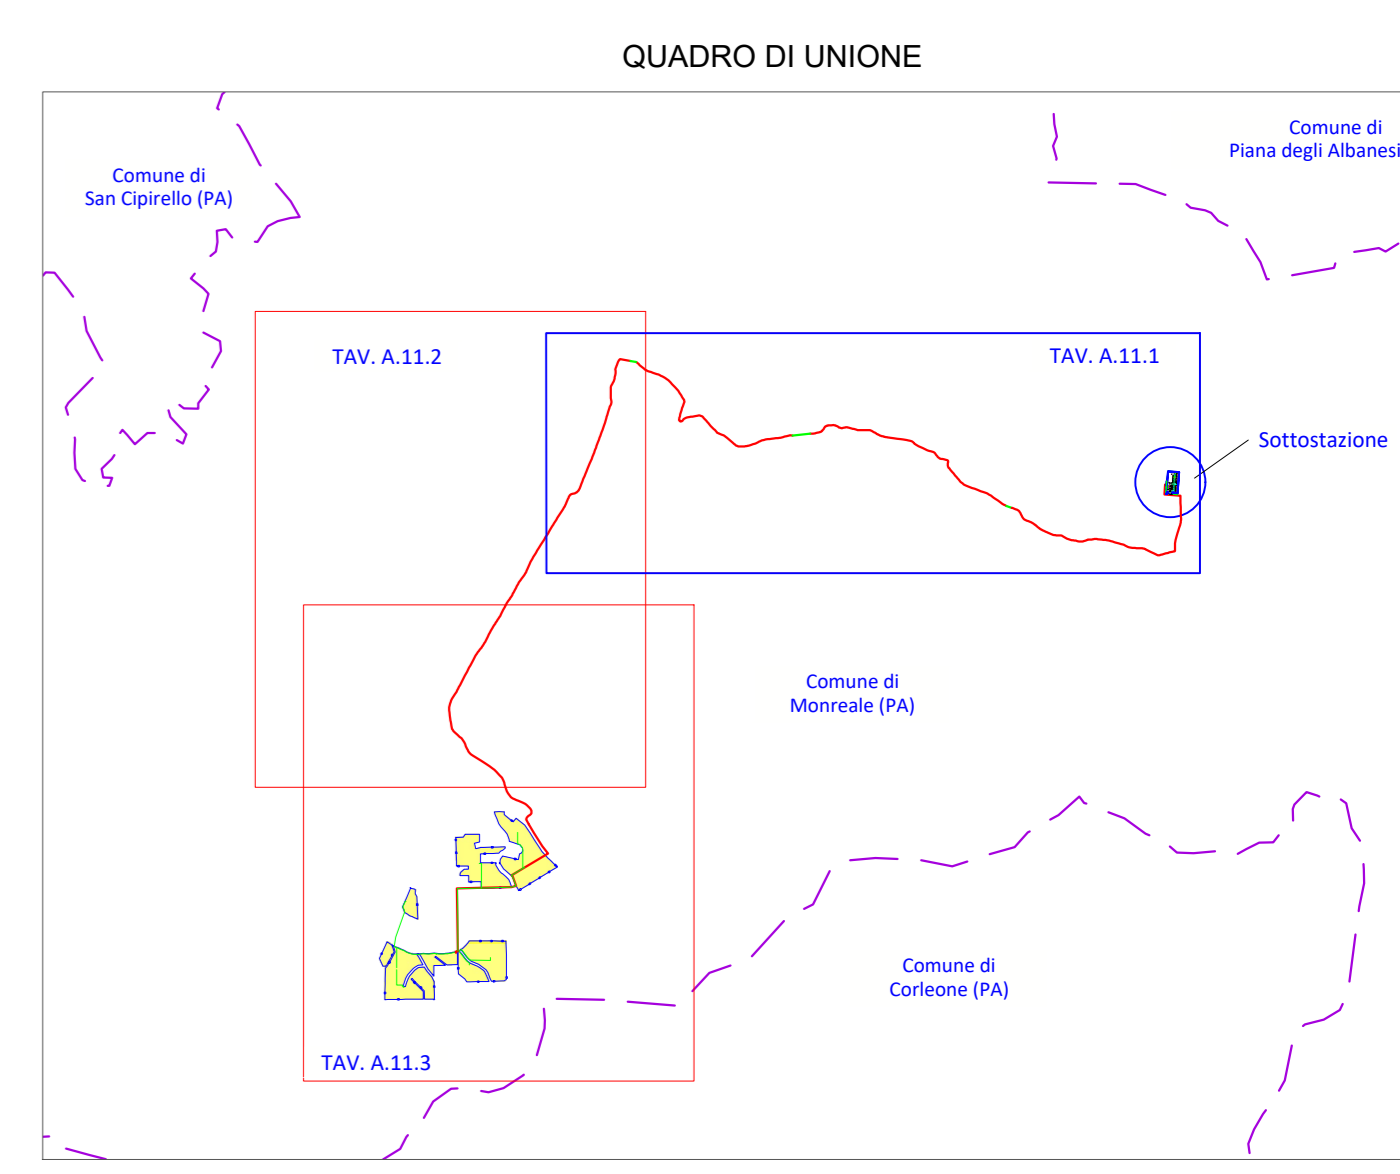 QUADRO DI UNIONE
Comune di
Piana degli Albanesi
Comune di
San Cipirello (PA)
TAV. A.11.2
TAV. A.11.1
Sottostazione
Comune di
Monreale (PA)
Comune di
Corleone (PA)
TAV. A.11.3